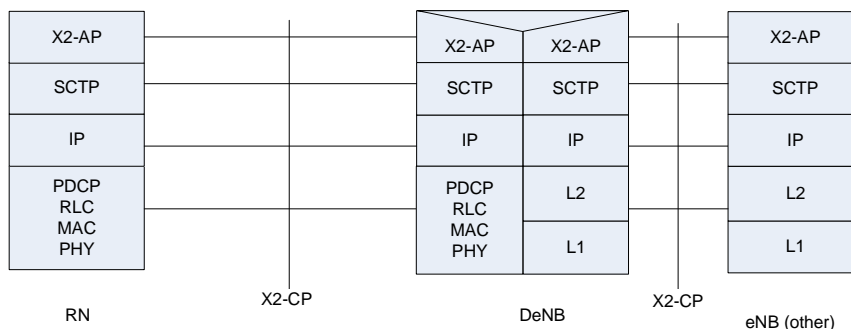 X2-AP
SCTP
IP
PDCP
RLC
MAC
PHY
RN
X2-CP
X2-AP
X2-AP
SCTP
SCTP
IP
IP
PDCP
RLC
MAC
PHY
L2
L1
DeNB
X2-CP
X2-AP
SCTP
IP
L2
L1
eNB (other)